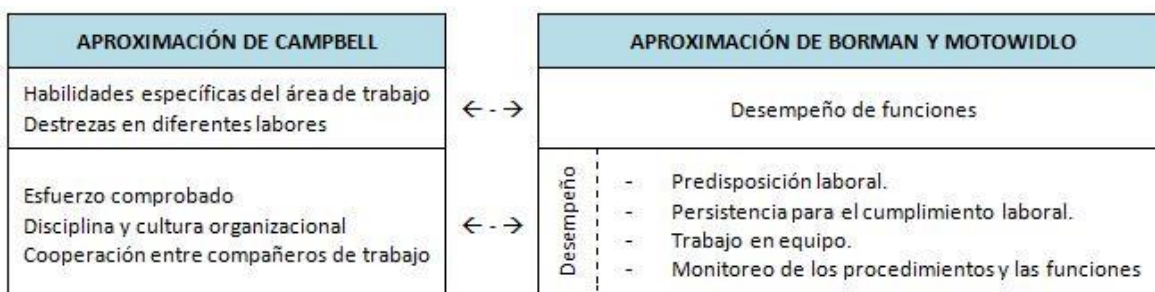 APROXIMACIÓN DE CAMPBELL
Habilidades específicas del área de trabajo
Destrezas en diferentes labores
Esfuerzo comprobado
Disciplina y cultura organizacional
Cooperación entre compañeros de trabajo
← - →
← - →
APROXIMACIÓN DE BORMAN Y MOTOWIDLO
Desempeño de funciones
Desempeño
- Predisposición laboral.
- Persistencia para el cumplimiento laboral.
- Trabajo en equipo.
- Monitoreo de los procedimientos y las funciones